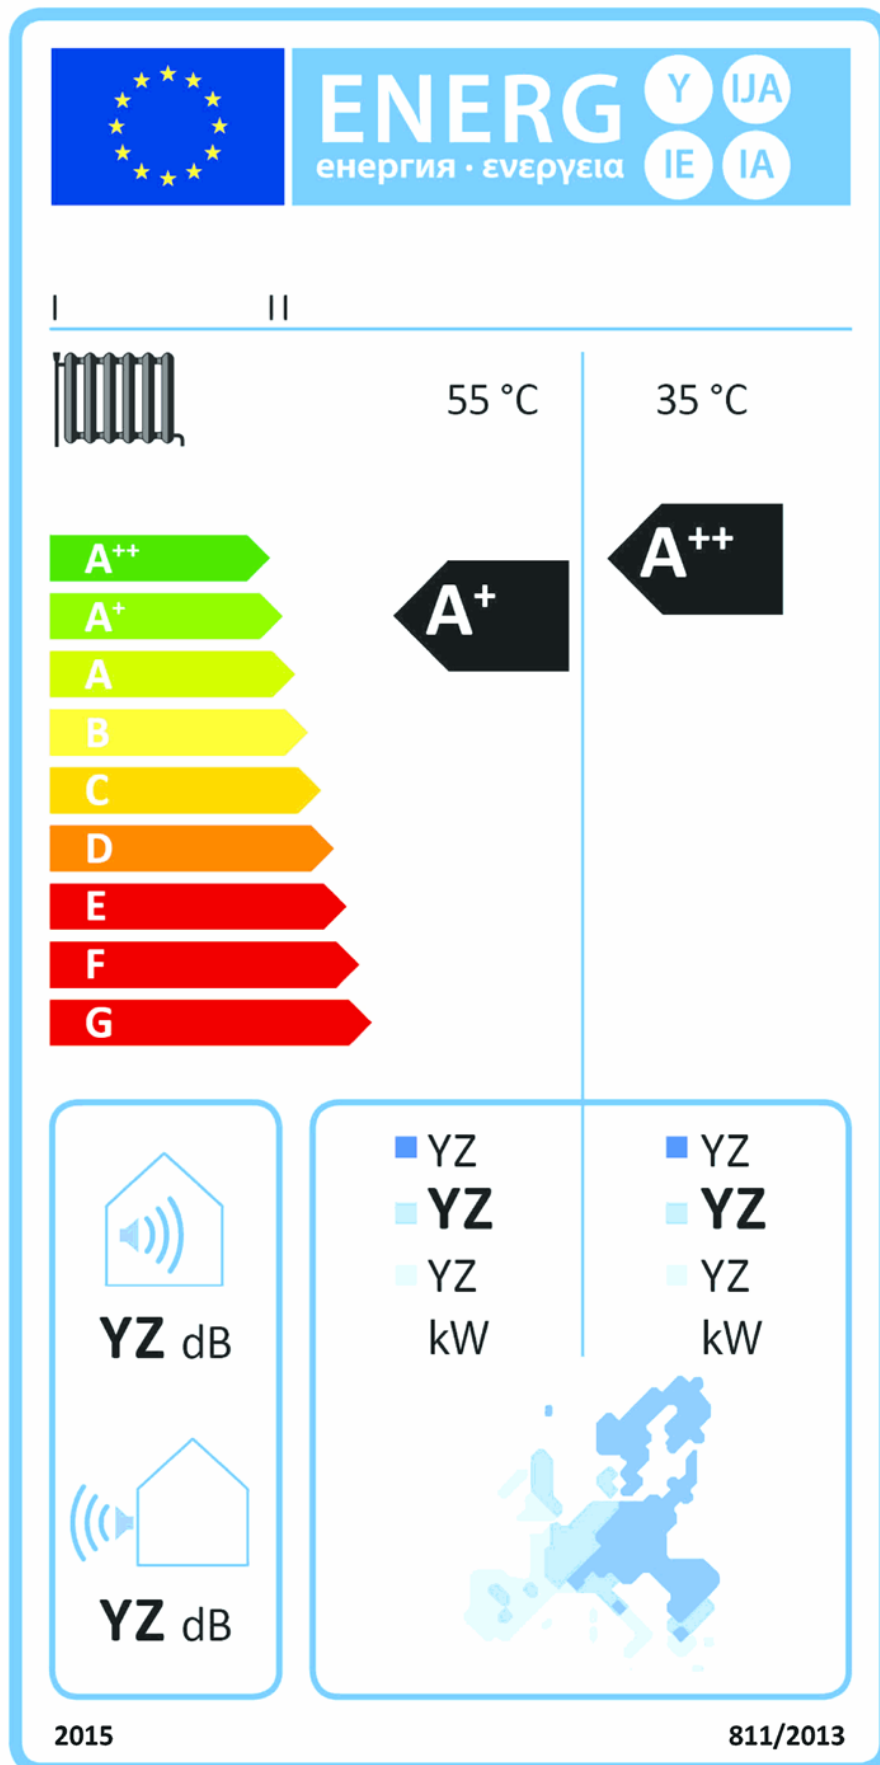 ENERG Y IJA
енергия · ενεργεια IE IA
I II
55 °C 35 °C
A++
A++
A+
A+
A
B
C
D
E
F
G
YZ YZ
YZ YZ
YZ YZ
kW kW
YZ dB
YZ dB
2015 811/2013